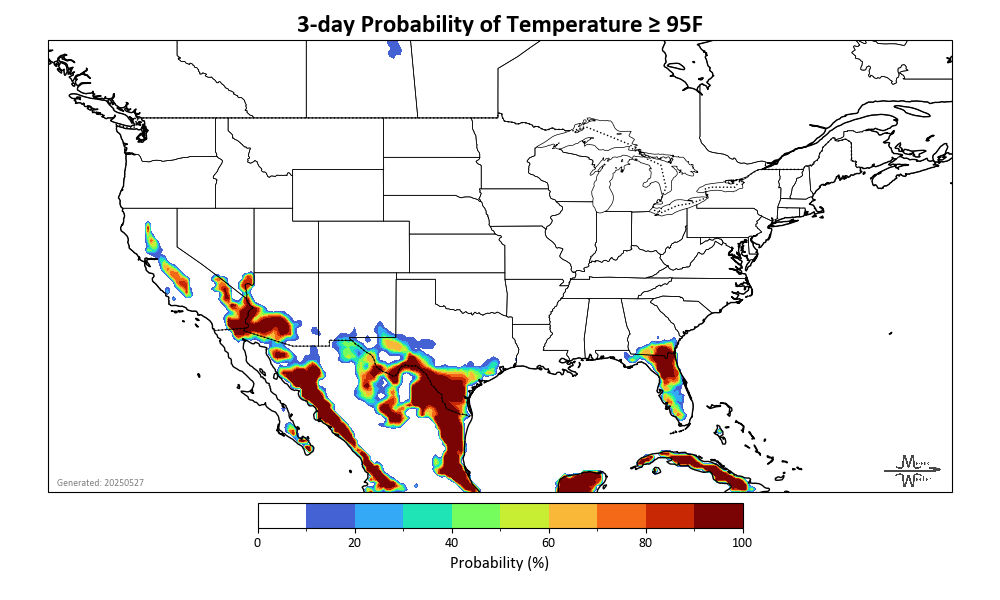 3-day Probability of Temperature ≥ 95F
Generated: 20250527
0 20 40 60 80 100
Probability (%)